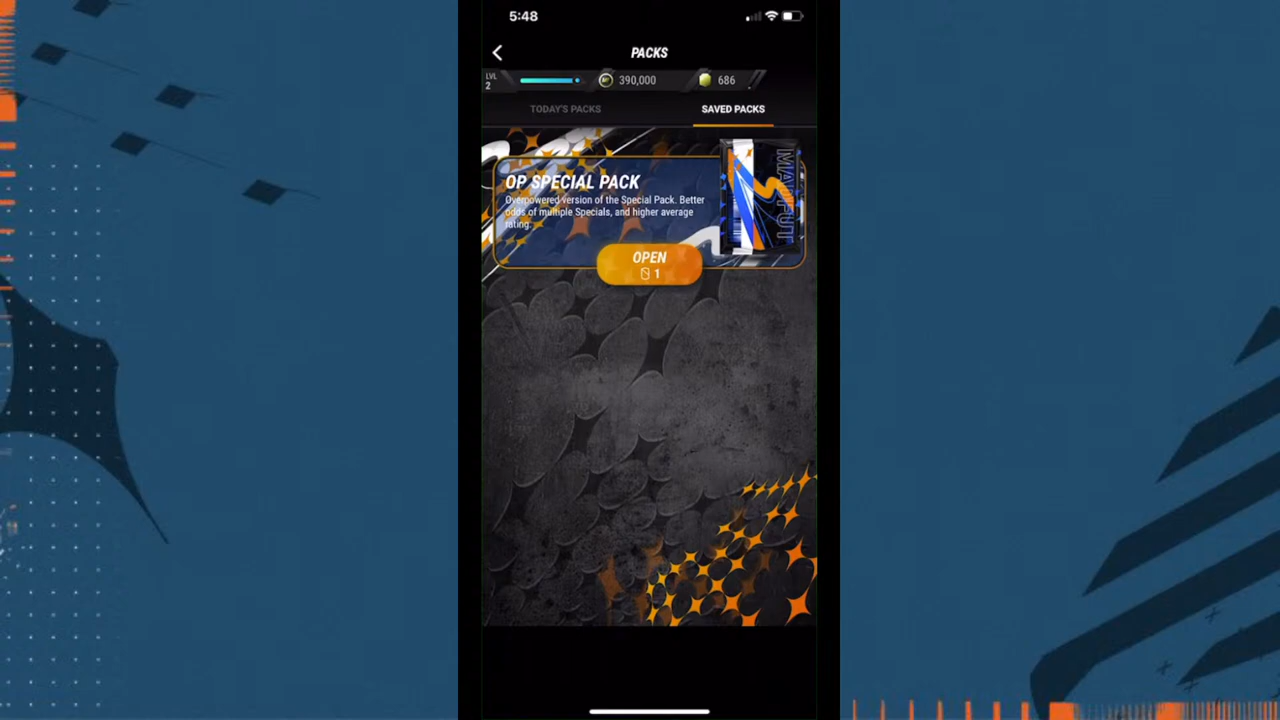 5:48
PACKS
LVL
2
390,000
686
TODAY'S PACKS
SAVED PACKS
OP SPECIAL PACK
Overpowered version of the Special Pack. Better
odds of multiple Specials, and higher average
rating.
OPEN
1